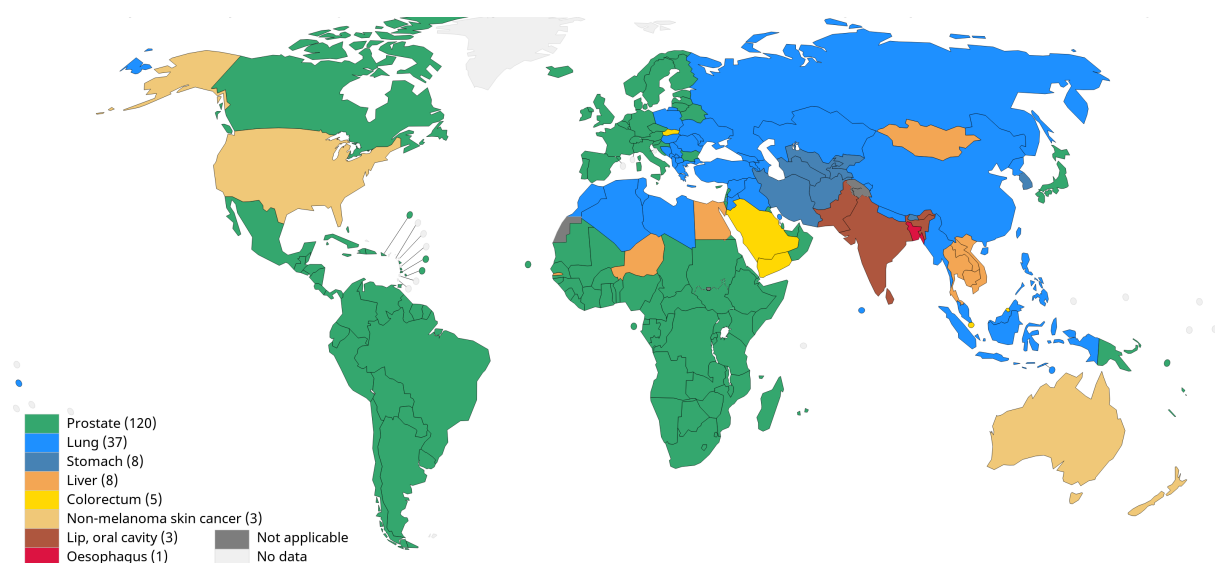 Prostate (120)
Lung (37)
Stomach (8)
Liver (8)
Colorectum (5)
Non-melanoma skin cancer (3)
Lip, oral cavity (3)
Oesophagus (1)
Not applicable
No data